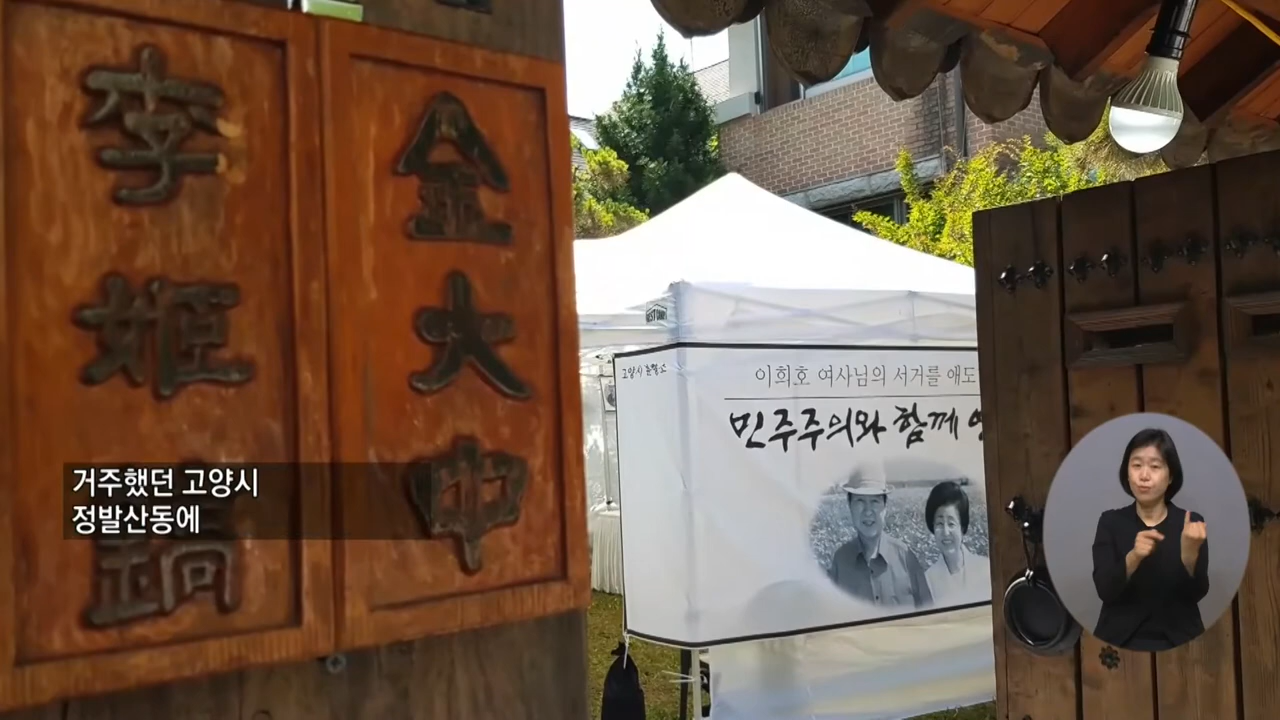 李姬鎬
金大中
고양시 분향소
이희호 여사님의 서거를 애도
민주주의와 함께
거주했던 고양시
정발산동에